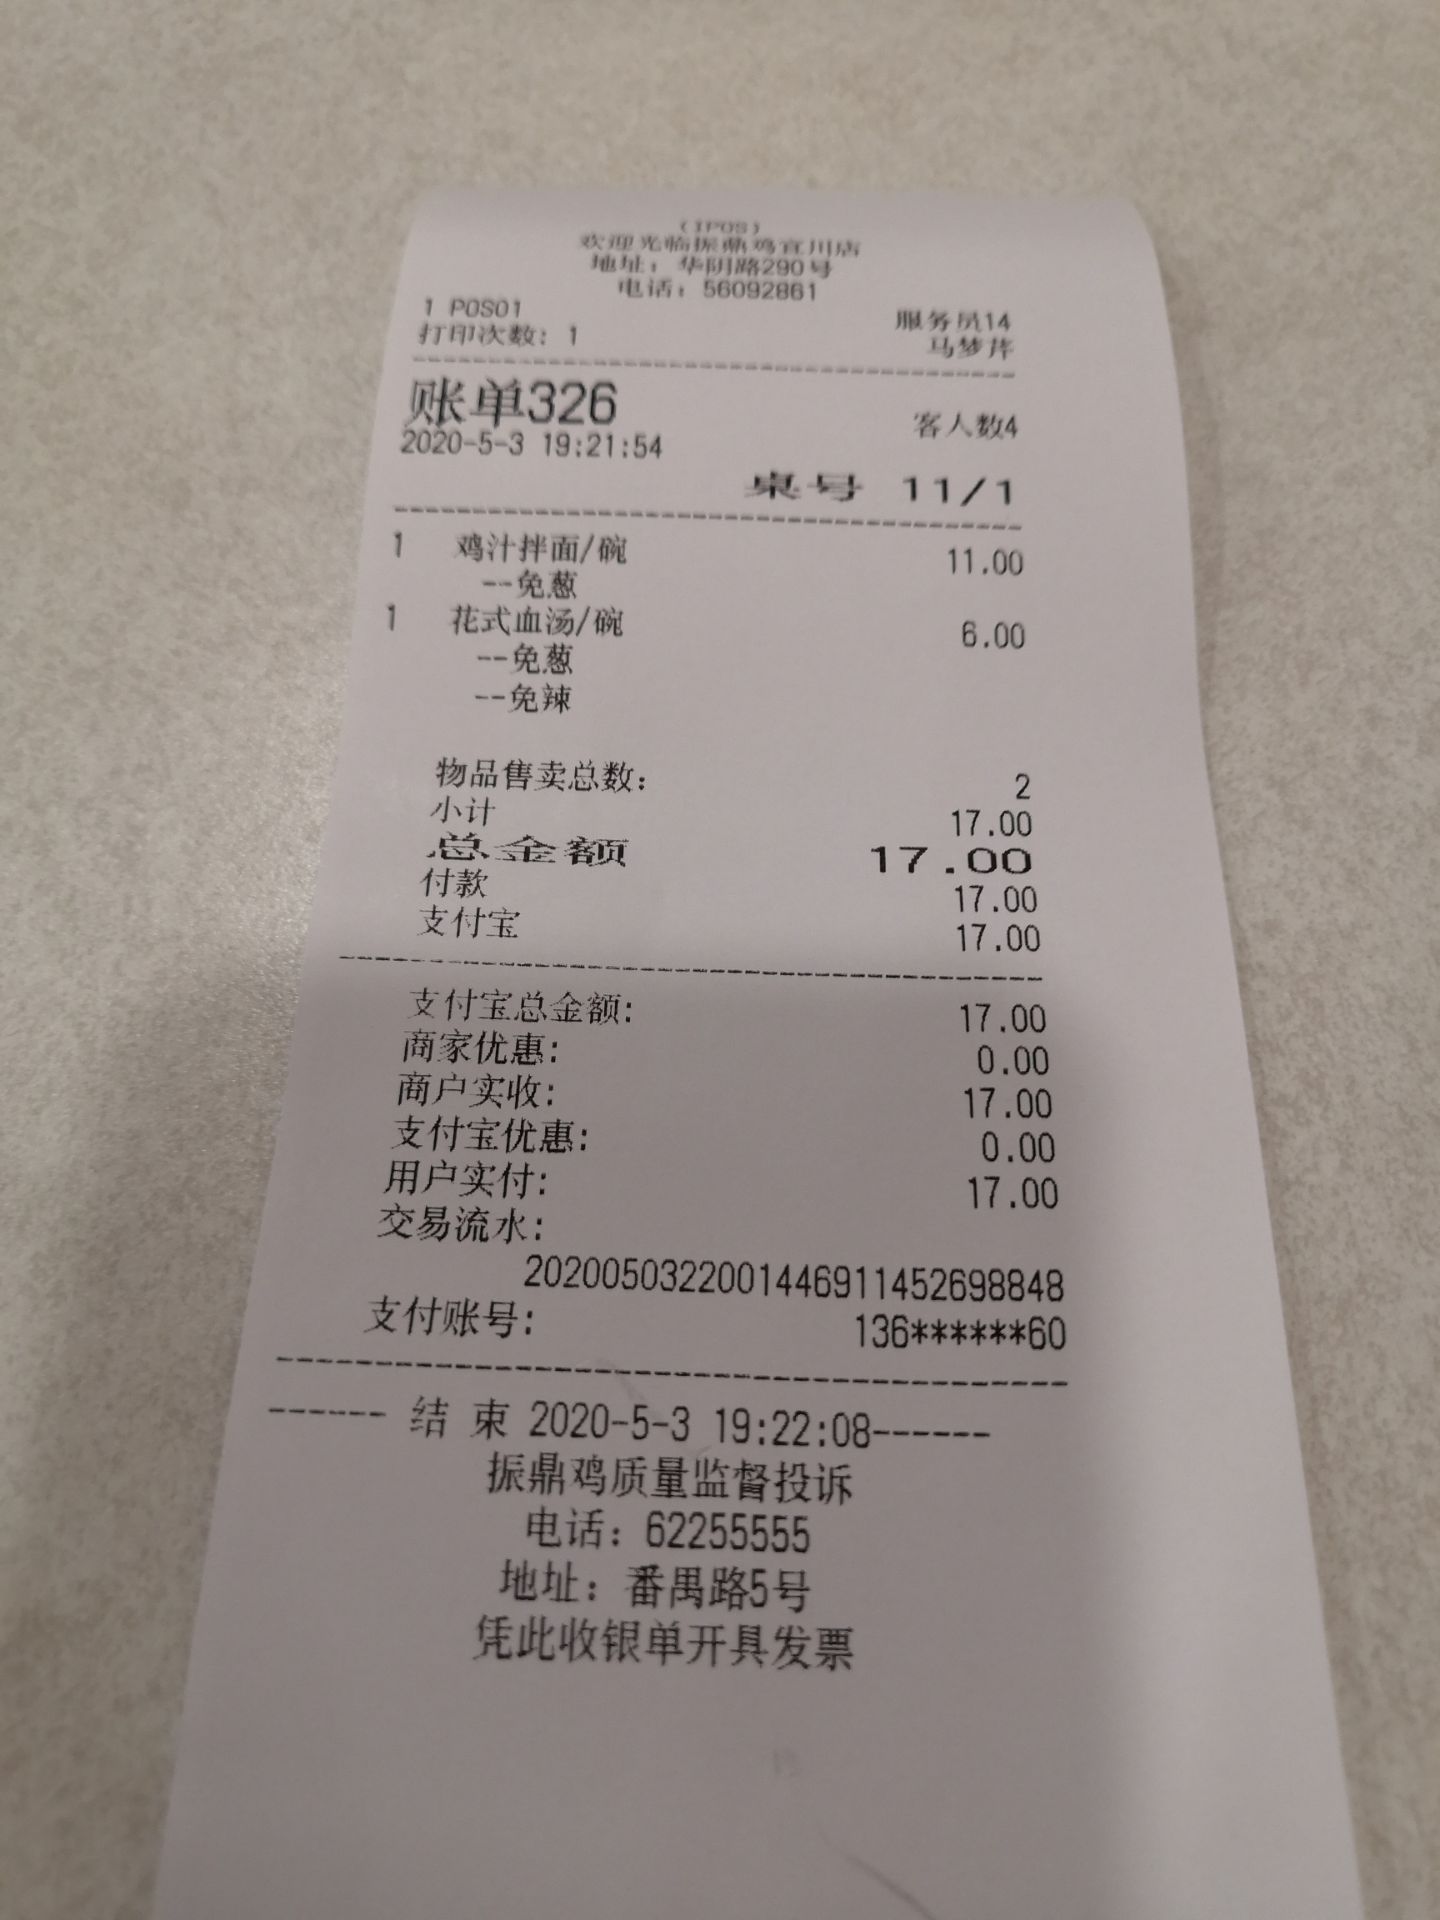 (IPOS)
欢迎光临振鼎鸡宜川店
地址：华阴路290号
电话：56092861
1 POS01 服务员14
打印次数：1 马梦芹
账单326 客人数4
2020-5-3 19:21:54
桌号 11/1
1 鸡汁拌面/碗 11.00
--免葱
1 花式血汤/碗 6.00
--免葱
--免辣
物品售卖总数: 2
小计 17.00
总金额 17.00
付款 17.00
支付宝 17.00
支付宝总金额: 17.00
商家优惠: 0.00
商户实收: 17.00
支付宝优惠: 0.00
用户实付: 17.00
交易流水:
2020050322001446911452698848
支付账号: 136******60
------ 结 束 2020-5-3 19:22:08------
振鼎鸡质量监督投诉
电话：62255555
地址：番禺路5号
凭此收银单开具发票